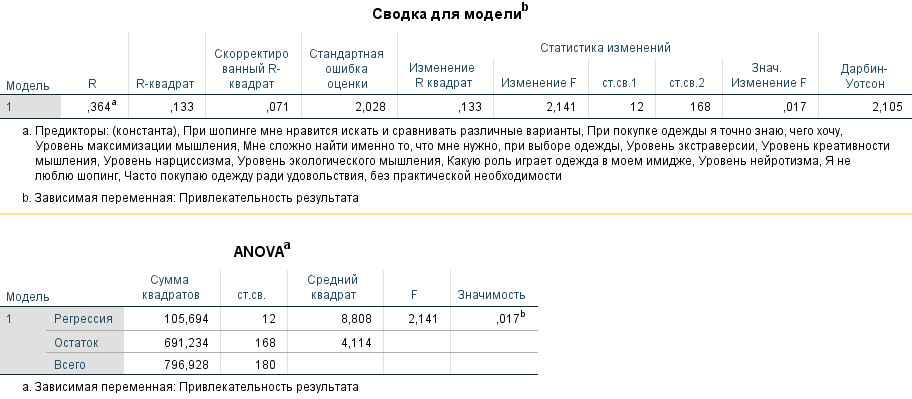 Сводка для модели b
Статистика изменений
Модель R R-квадрат Скорректированный R-квадрат Стандартная ошибка оценки Изменение R квадрат Изменение F ст.св.1 ст.св.2 Знач. Изменение F Дарбин-Уотсон
1 ,364a ,133 ,071 2,028 ,133 2,141 12 168 ,017 2,105
a. Предикторы: (константа), При шопинге мне нравится искать и сравнивать различные варианты, При покупке одежды я точно знаю, чего хочу,
Уровень максимизации мышления, Мне сложно найти именно то, что мне нужно, при выборе одежды, Уровень экстраверсии, Уровень креативности
мышления, Уровень нарциссизма, Уровень экологического мышления, Какую роль играет одежда в моем имидже, Уровень нейротизма, Я не
люблю шопинг, Часто покупаю одежду ради удовольствия, без практической необходимости
b. Зависимая переменная: Привлекательность результата
ANOVAa
Модель Сумма квадратов ст.св. Средний квадрат F Значимость
1 Регрессия 105,694 12 8,808 2,141 ,017b
Остаток 691,234 168 4,114
Всего 796,928 180
a. Зависимая переменная: Привлекательность результата